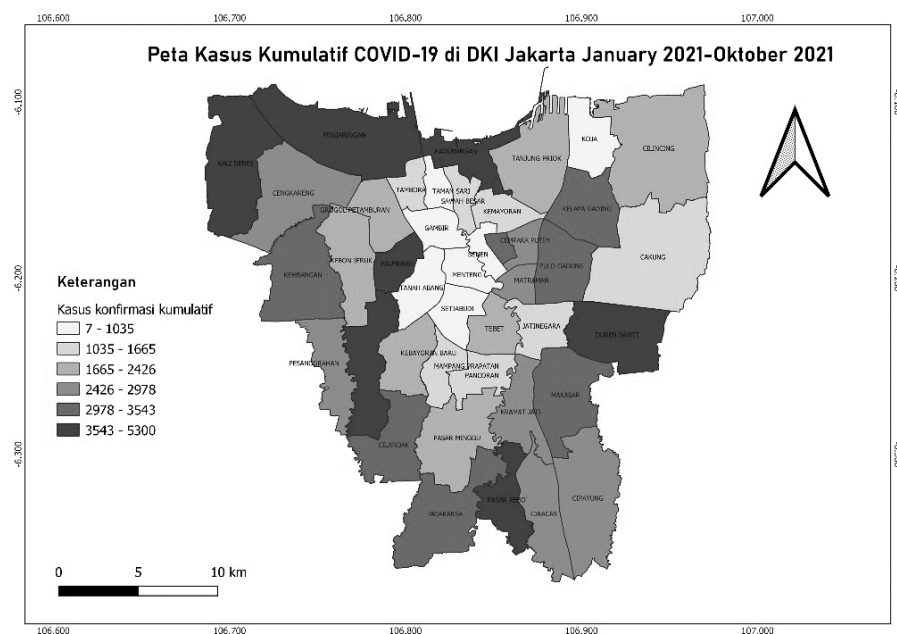 106.600 106.700 106.800 106.900 107.000
Peta Kasus Kumulatif COVID-19 di DKI Jakarta January 2021-Oktober 2021
-6.100
PENJARINGAN
PADEMANGAN
KOJA
TANJUNG PRIOK
CILINCING
KALI DERES
CENGKARENG
TAMBORA
TAMAN SARI
SAWAH BESAR
GROGOL PETAMBURAN
KEMAYORAN
KELAPA GADING
GAMBIR
CEMPAKA PUTIH
SENEN
KEBON JERUK
PALMERAH
CAKUNG
KEMBANGAN
MENTENG
PULO GADUNG
MATRAMAN
TANAH ABANG
-6.200
SETIABUDI
TEBET
JATINEGARA
DUREN SAWIT
KEBAYORAN BARU
PESANGGRAHAN
MAMPANG PRAPATAN
PANCORAN
MAKASAR
KRAMAT JATI
PASAR MINGGU
CILANDAK
-6.300
PASAR REBO
CIPAYUNG
JAGAKARSA
CIRACAS
Keterangan
Kasus konfirmasi kumulatif
7 - 1035
1035 - 1665
1665 - 2426
2426 - 2978
2978 - 3543
3543 - 5300
0 5 10 km
106.600 106.700 106.800 106.900 107.000